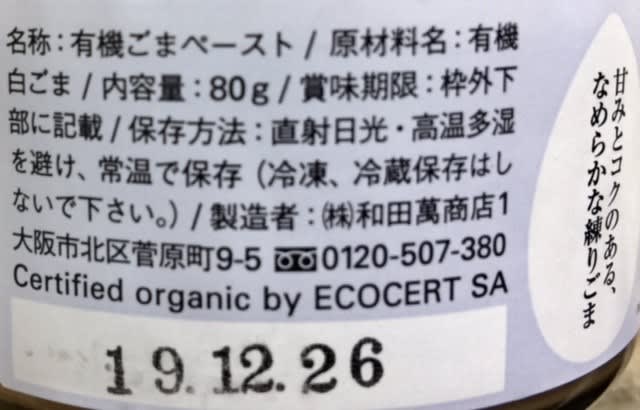 名称：有機ごまペースト / 原材料名：有機
白ごま / 内容量：80g / 賞味期限：枠外下
部に記載 / 保存方法：直射日光・高温多湿
を避け、常温で保存（冷凍、冷蔵保存はし
ないで下さい。）/ 製造者：㈱和田萬商店1
大阪市北区菅原町9-5 0120-507-380
Certified organic by ECOCERT SA
19.12.26
甘みとコクのある、
なめらかな練りごま